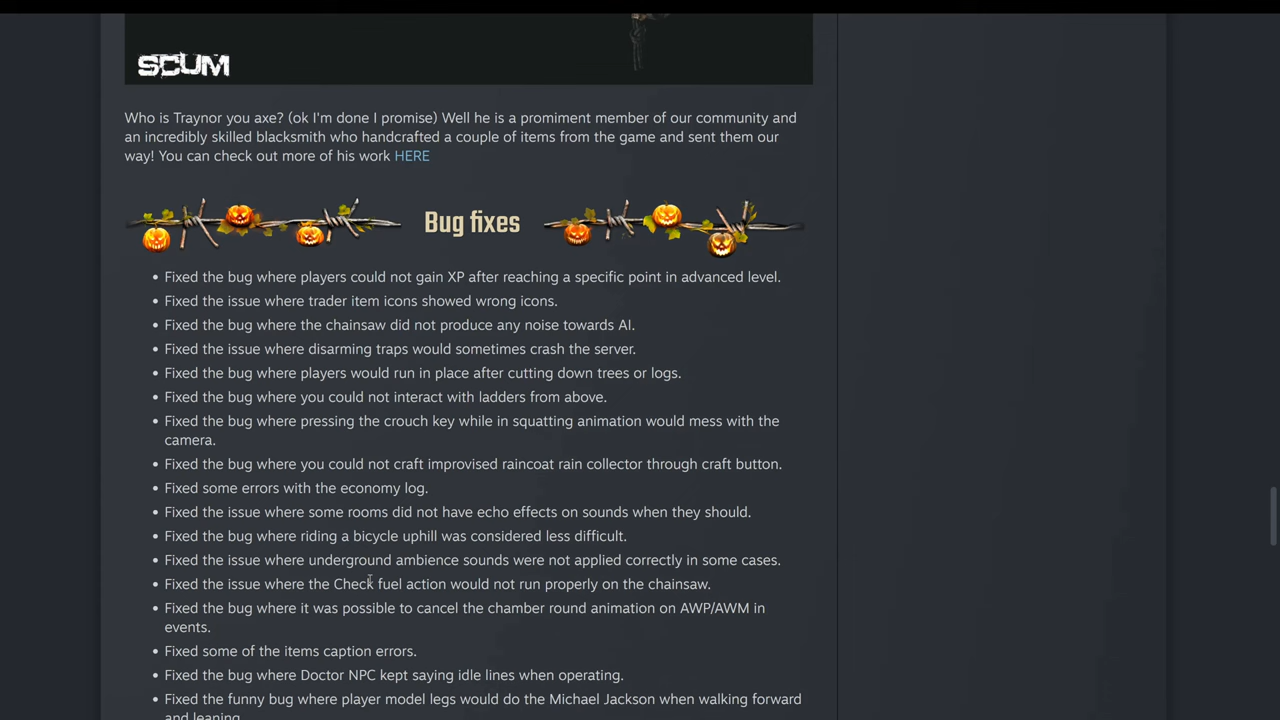 SCUM
Who is Traynor you axe? (ok I'm done I promise) Well he is a promiment member of our community and
an incredibly skilled blacksmith who handcrafted a couple of items from the game and sent them our
way! You can check out more of his work HERE
Bug fixes
• Fixed the bug where players could not gain XP after reaching a specific point in advanced level.
• Fixed the issue where trader item icons showed wrong icons.
• Fixed the bug where the chainsaw did not produce any noise towards AI.
• Fixed the issue where disarming traps would sometimes crash the server.
• Fixed the bug where players would run in place after cutting down trees or logs.
• Fixed the bug where you could not interact with ladders from above.
• Fixed the bug where pressing the crouch key while in squatting animation would mess with the
camera.
• Fixed the bug where you could not craft improvised raincoat rain collector through craft button.
• Fixed some errors with the economy log.
• Fixed the issue where some rooms did not have echo effects on sounds when they should.
• Fixed the bug where riding a bicycle uphill was considered less difficult.
• Fixed the issue where underground ambience sounds were not applied correctly in some cases.
• Fixed the issue where the Check fuel action would not run properly on the chainsaw.
• Fixed the bug where it was possible to cancel the chamber round animation on AWP/AWM in
events.
• Fixed some of the items caption errors.
• Fixed the bug where Doctor NPC kept saying idle lines when operating.
• Fixed the funny bug where player model legs would do the Michael Jackson when walking forward
and leaning.